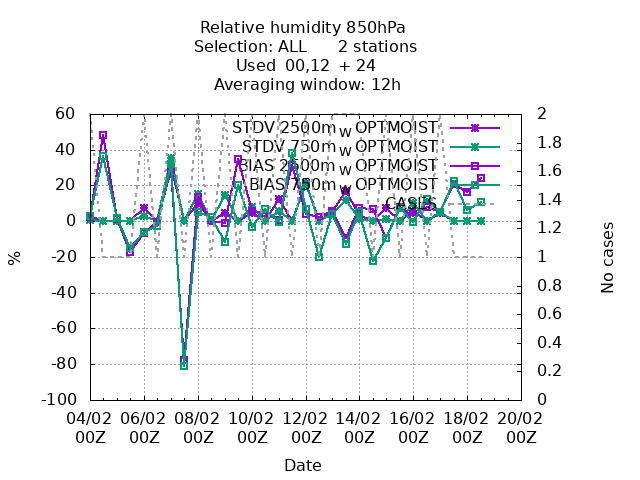 Relative humidity 850hPa
Selection: ALL 2 stations
Used 00,12 + 24
Averaging window: 12h
60
40
20
0
-20
-40
-60
-80
-100
%
STDV 2500m w OPTMOIST
STDV 750m w OPTMOIST
BIAS 2500m w OPTMOIST
BIAS 750m w OPTMOIST
CASES
2
1.8
1.6
1.4
1.2
1
0.8
0.6
0.4
0.2
0
No cases
04/02 06/02 08/02 10/02 12/02 14/02 16/02 18/02 20/02
00Z 00Z 00Z 00Z 00Z 00Z 00Z 00Z 00Z
Date